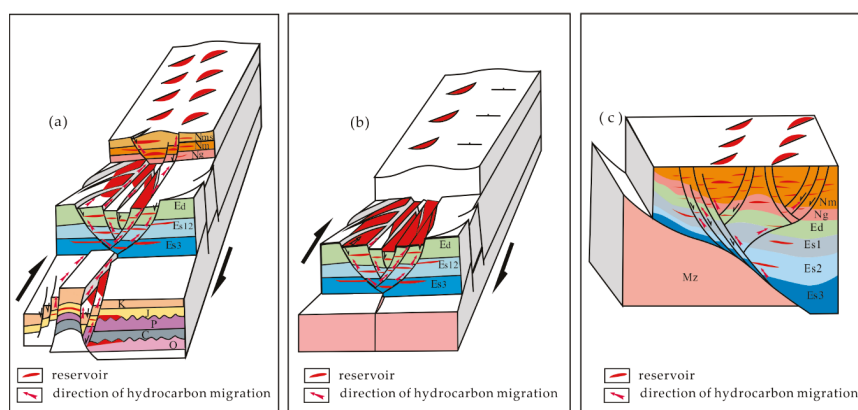 (a)
Nms
Nm
Ng
Ed
Es12
Es3
K
J
P
C
O
reservoir
direction of hydrocarbon migration
(b)
Ed
Es12
Es3
reservoir
direction of hydrocarbon migration
(c)
Nm
Ng
Ed
Es1
Es2
Es3
Mz
reservoir
direction of hydrocarbon migration